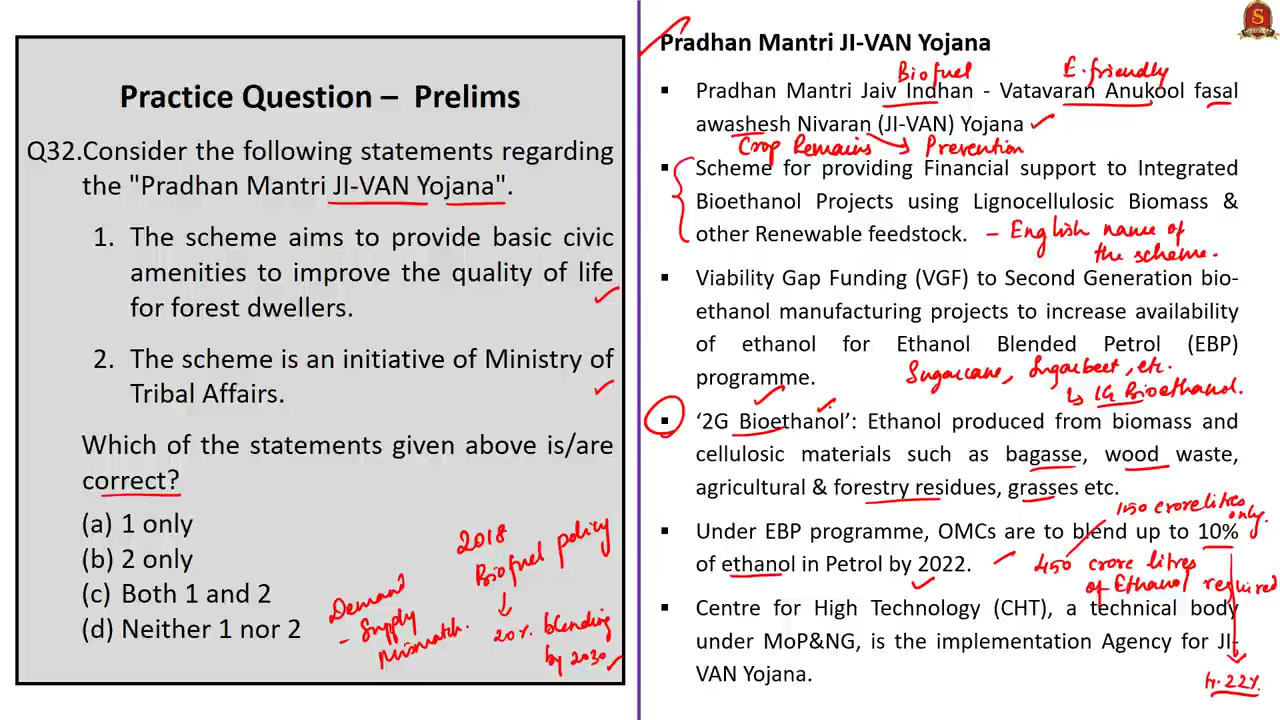 Practice Question – Prelims
Q32.Consider the following statements regarding
the "Pradhan Mantri JI-VAN Yojana".
1. The scheme aims to provide basic civic
amenities to improve the quality of life
for forest dwellers.
2. The scheme is an initiative of Ministry of
Tribal Affairs.
Which of the statements given above is/are
correct?
(a) 1 only
(b) 2 only
(c) Both 1 and 2
(d) Neither 1 nor 2
2018
Biofuel policy
20% blending
by 2030
Demand
- Supply
Mismatch.
Pradhan Mantri JI-VAN Yojana
Biofuel E.friendly
▪ Pradhan Mantri Jaiv Indhan - Vatavaran Anukool fasal
awashesh Nivaran (JI-VAN) Yojana
Crop Remains Prevention
▪ Scheme for providing Financial support to Integrated
Bioethanol Projects using Lignocellulosic Biomass &
other Renewable feedstock.
- English name of
the scheme.
▪ Viability Gap Funding (VGF) to Second Generation bio-
ethanol manufacturing projects to increase availability
of ethanol for Ethanol Blended Petrol (EBP)
programme.
Sugarcane, Sugarbeet, etc.
↳ 1G Bioethanol.
▪ ‘2G Bioethanol’: Ethanol produced from biomass and
cellulosic materials such as bagasse, wood waste,
agricultural & forestry residues, grasses etc.
150 crore litres
only.
▪ Under EBP programme, OMCs are to blend up to 10%
of ethanol in Petrol by 2022.
450 crore litres
of Ethanol required
▪ Centre for High Technology (CHT), a technical body
under MoP&NG, is the implementation Agency for JI-
VAN Yojana.
4.22%
S